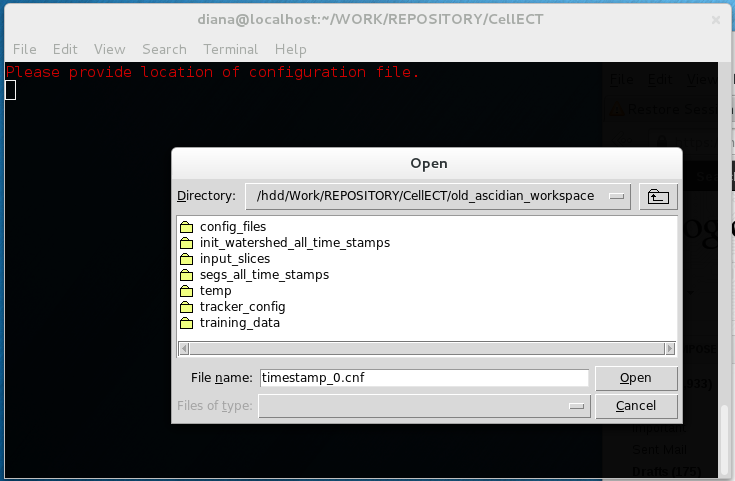 diana@localhost:~/WORK/REPOSITORY/CellECT
File Edit View Search Terminal Help
Please provide location of configuration file.
File Edit View
Restore Sess
Open
Directory: /hdd/Work/REPOSITORY/CellECT/old_ascidian_workspace
config_files
init_watershed_all_time_stamps
input_slices
segs_all_time_stamps
temp
tracker_config
training_data
File name: timestamp_0.cnf Open
Files of type: Cancel
Important
Sent Mail
Drafts (175)